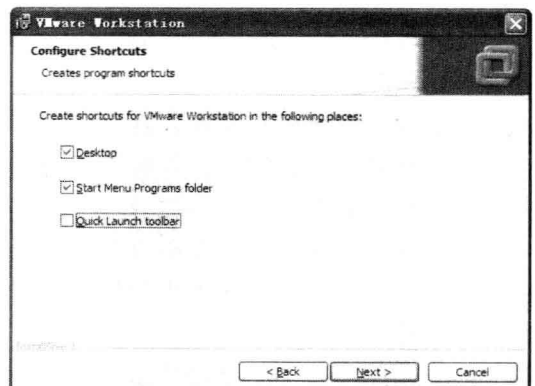 VMware Workstation
Configure Shortcuts
Creates program shortcuts
Create shortcuts for VMware Workstation in the following places:
Desktop
Start Menu Programs folder
Quick Launch toolbar
< Back Next > Cancel